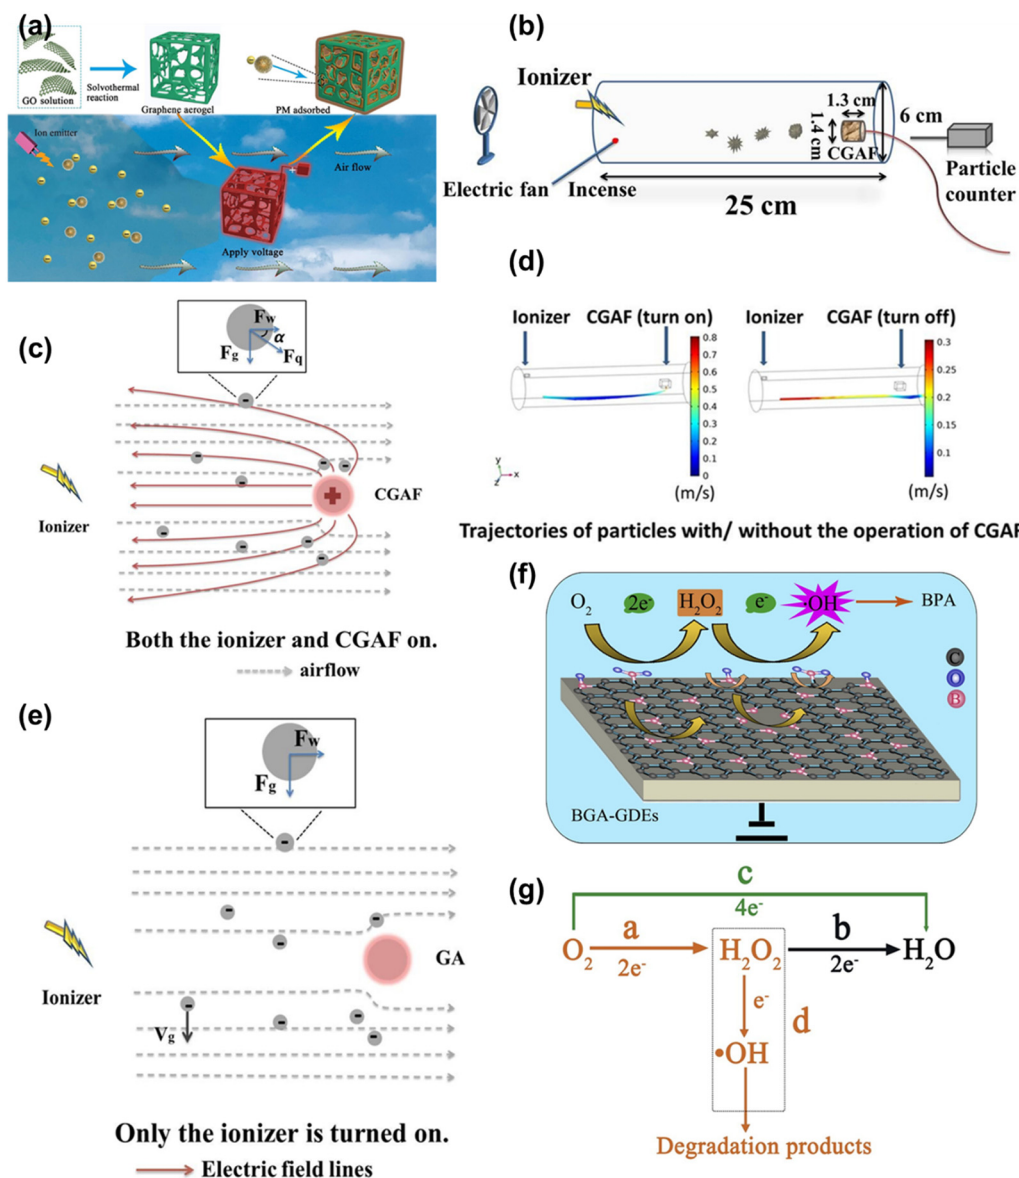 (a)
GO solution
Solvothermal
reaction
Graphene aerogel
PM adsorbed
Ion emitter
Air flow
+
Apply voltage
(b)
Ionizer
1.3 cm
1.4 cm
6 cm
CGAF
Electric fan
Incense
Particle
counter
25 cm
(c)
Fw
α
Fg
Fq
Ionizer
CGAF
Both the ionizer and CGAF on.
airflow
(d)
Ionizer
CGAF (turn on)
0.8
0.7
0.6
0.5
0.4
0.3
0.2
0.1
0
(m/s)
y
z
x
Ionizer
CGAF (turn off)
0.3
0.25
0.2
0.15
0.1
(m/s)
Trajectories of particles with/ without the operation of CGAF
(e)
Fw
Fg
GA
Ionizer
Vg
Only the ionizer is turned on.
Electric field lines
(f)
O₂
2e⁻
H₂O₂
e⁻
·OH
BPA
C
O
B
BGA-GDEs
(g)
c
4e⁻
O₂
a
2e⁻
H₂O₂
b
2e⁻
H₂O
e⁻
d
•OH
Degradation products